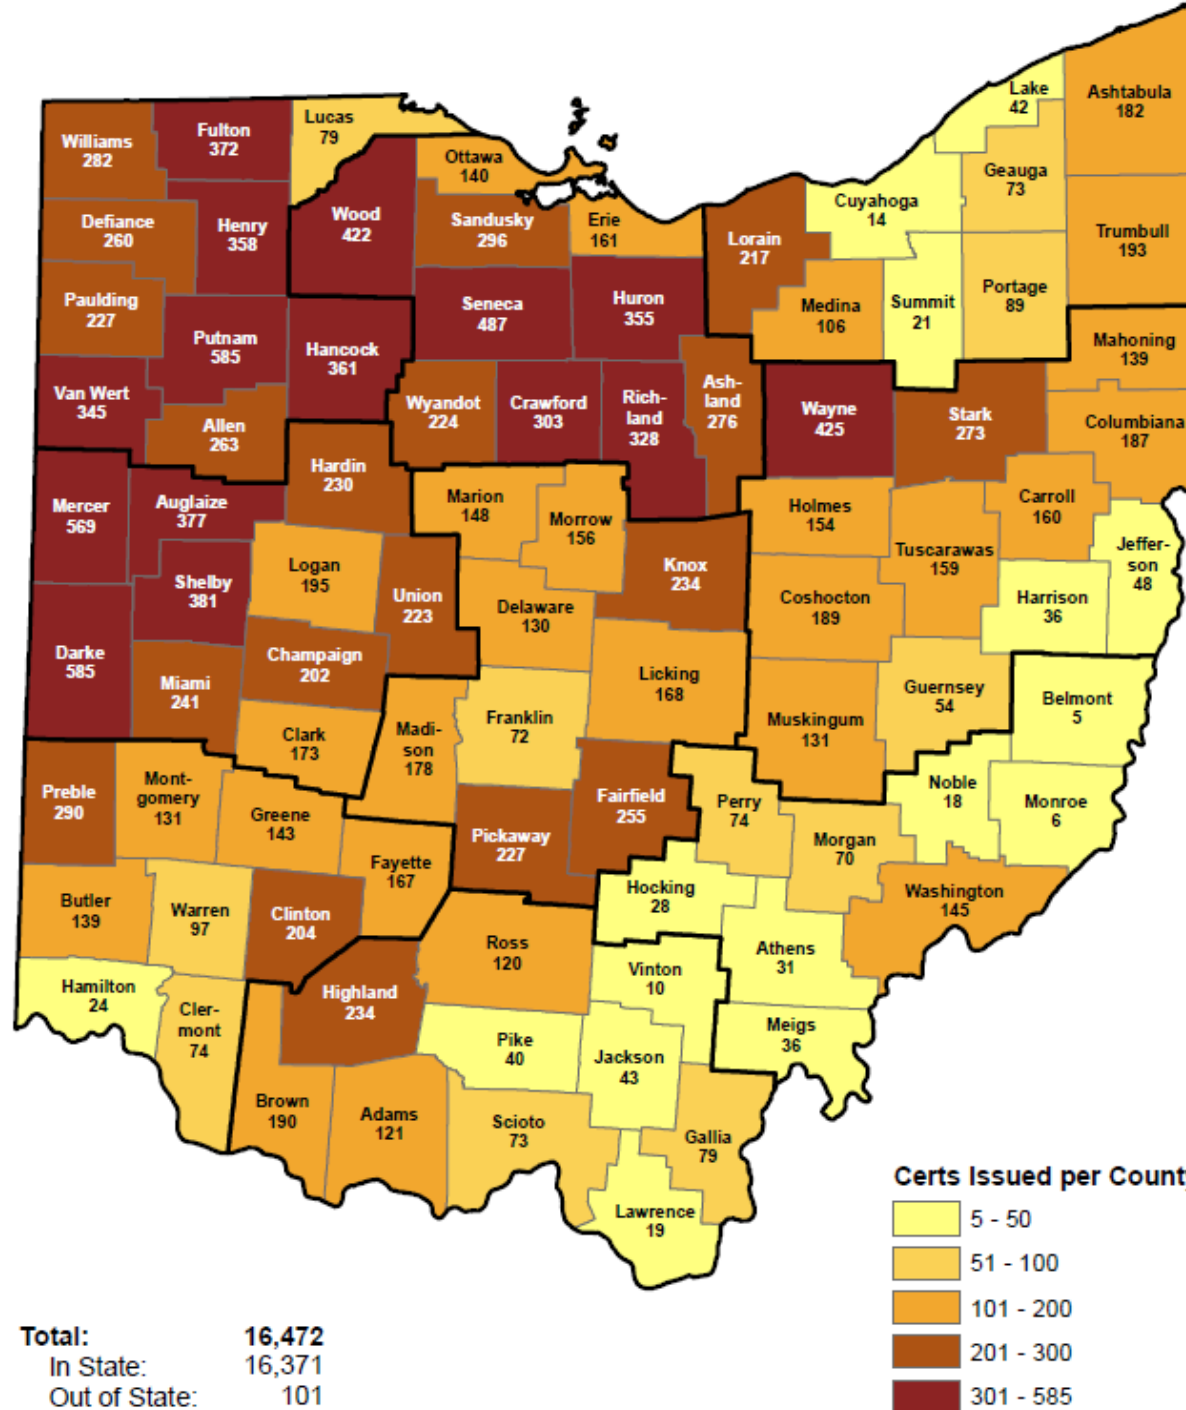 Lake
42
Ashtabula
182
Lucas
79
Fulton
372
Williams
282
Ottawa
140
Geauga
73
Cuyahoga
14
Wood
422
Henry
358
Defiance
260
Sandusky
296
Erie
161
Lorain
217
Trumbull
193
Paulding
227
Seneca
487
Huron
355
Medina
106
Summit
21
Portage
89
Putnam
585
Hancock
361
Mahoning
139
Van Wert
345
Allen
263
Wyandot
224
Crawford
303
Rich-
land
328
Ash-
land
276
Wayne
425
Stark
273
Columbiana
187
Hardin
230
Mercer
569
Auglaize
377
Marion
148
Morrow
156
Holmes
154
Carroll
160
Tuscarawas
159
Jeffer-
son
48
Logan
195
Shelby
381
Union
223
Knox
234
Delaware
130
Coshocton
189
Harrison
36
Darke
585
Miami
241
Champaign
202
Licking
168
Guernsey
54
Belmont
5
Clark
173
Madi-
son
178
Franklin
72
Muskingum
131
Preble
290
Mont-
gomery
131
Greene
143
Fairfield
255
Perry
74
Noble
18
Monroe
6
Pickaway
227
Fayette
167
Morgan
70
Butler
139
Warren
97
Clinton
204
Hocking
28
Washington
145
Ross
120
Athens
31
Vinton
10
Hamilton
24
Highland
234
Cler-
mont
74
Pike
40
Jackson
43
Meigs
36
Brown
190
Adams
121
Scioto
73
Gallia
79
Lawrence
19
Certs Issued per County
5 - 50
51 - 100
101 - 200
201 - 300
301 - 585
Total: 16,472
In State: 16,371
Out of State: 101